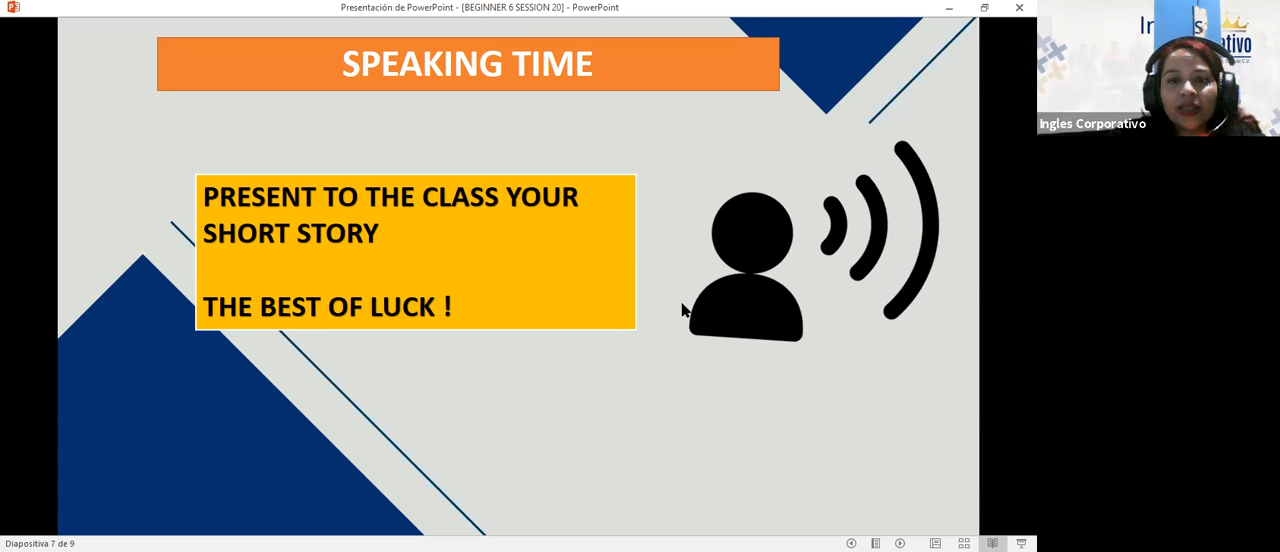 Presentación de PowerPoint - [BEGINNER 6 SESSION 20] - PowerPoint
SPEAKING TIME
PRESENT TO THE CLASS YOUR
SHORT STORY
THE BEST OF LUCK !
Ingles Corporativo
Diapositiva 7 de 9